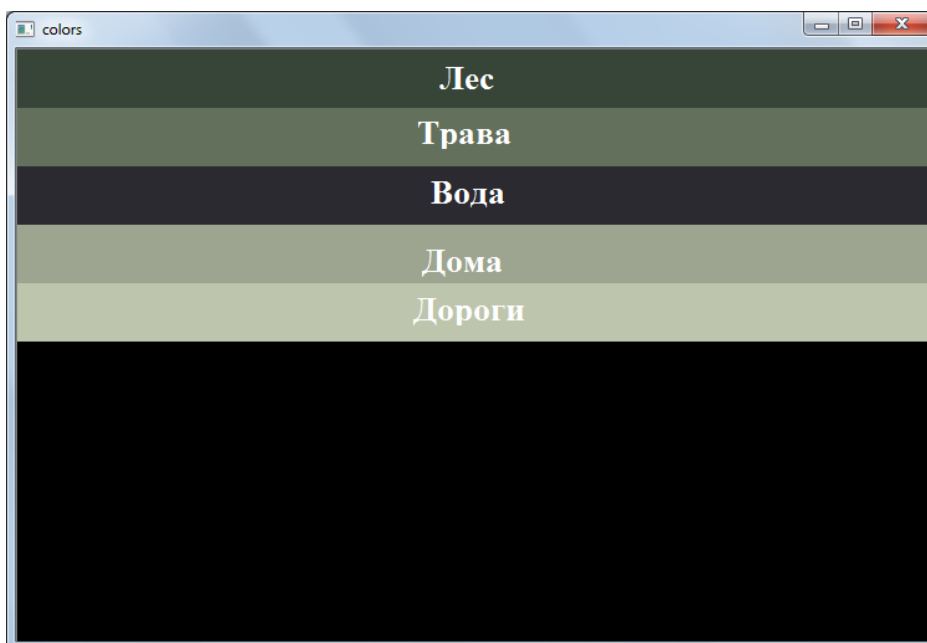 colors
Лес
Трава
Вода
Дома
Дороги